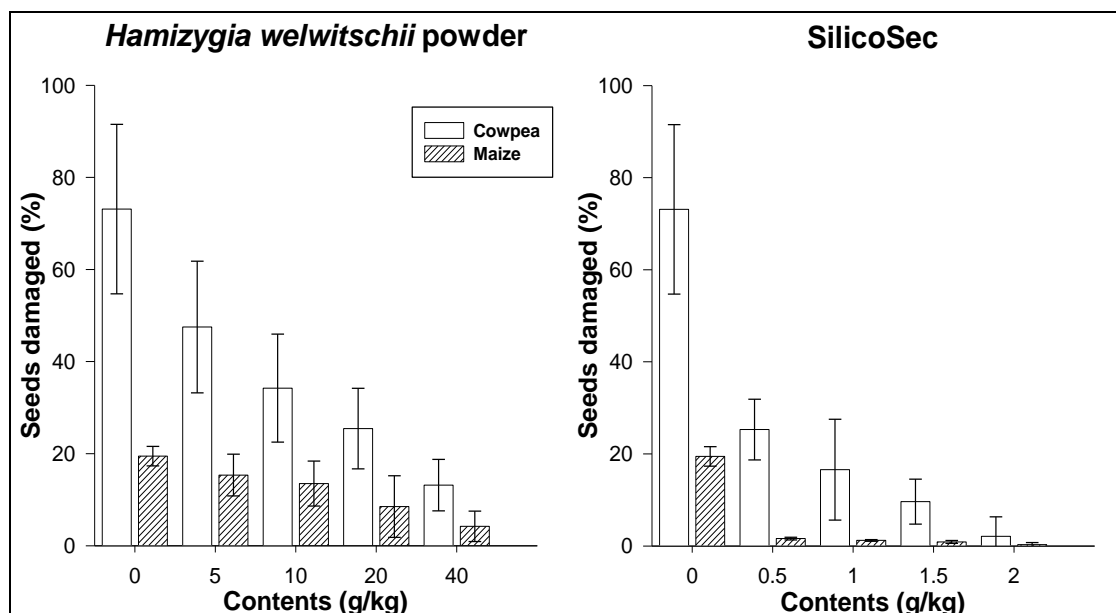 Hamizygia welwitschii powder
Seeds damaged (%)
100
80
60
40
20
0
Cowpea
Maize
0 5 10 20 40
Contents (g/kg)
SilicoSec
Seeds damaged (%)
100
80
60
40
20
0
0 0.5 1 1.5 2
Contents (g/kg)